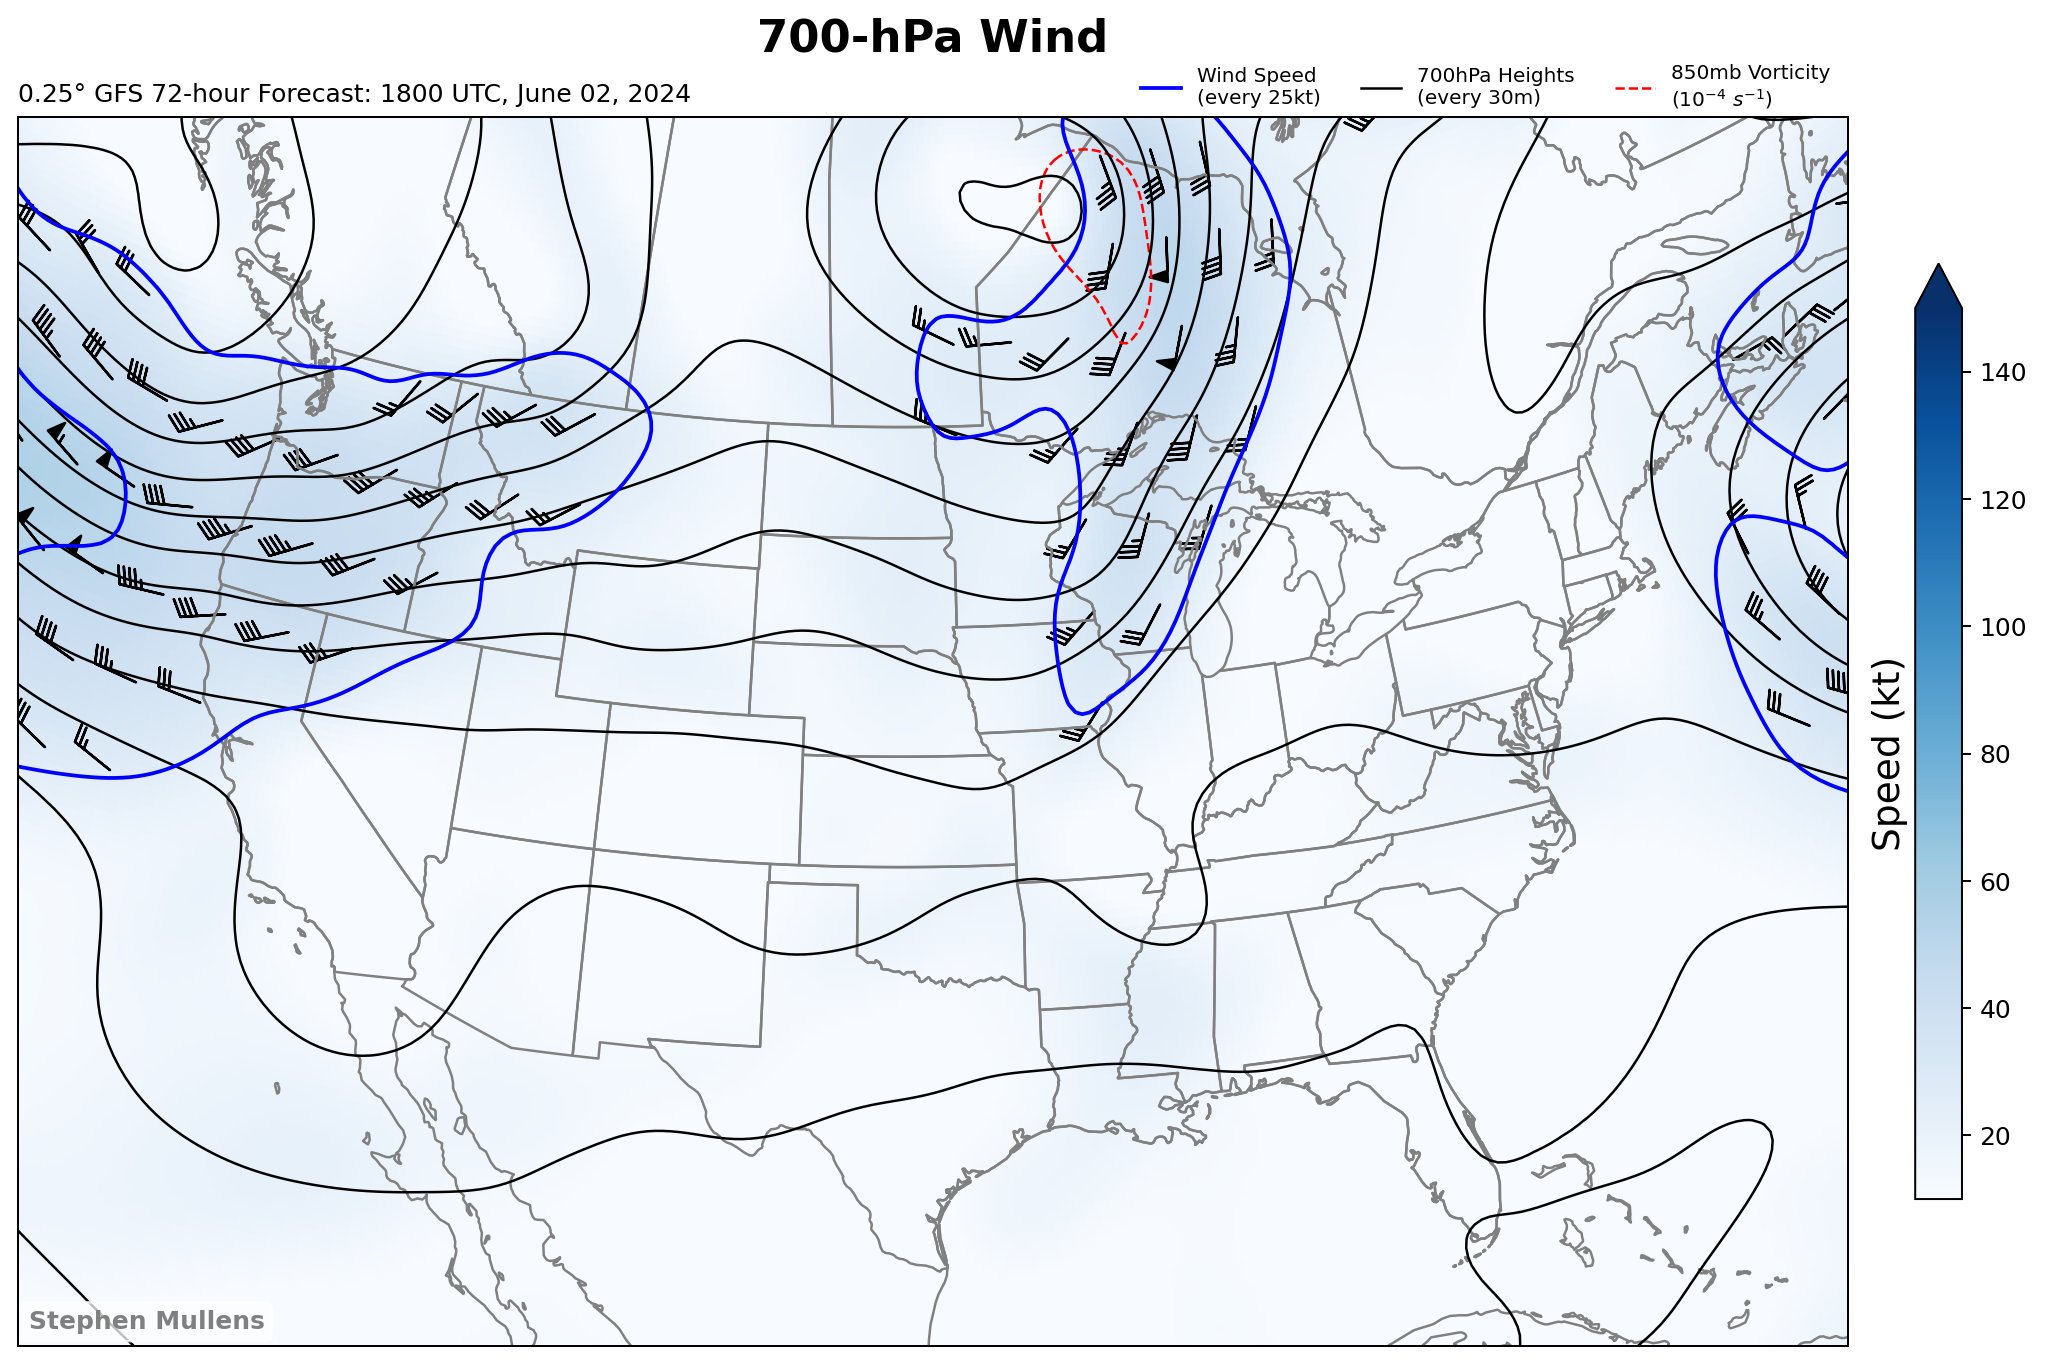 700-hPa Wind
0.25° GFS 72-hour Forecast: 1800 UTC, June 02, 2024
Wind Speed
(every 25kt)
700hPa Heights
(every 30m)
850mb Vorticity
(10⁻⁴ s⁻¹)
140
120
100
80
60
40
20
Speed (kt)
Stephen Mullens